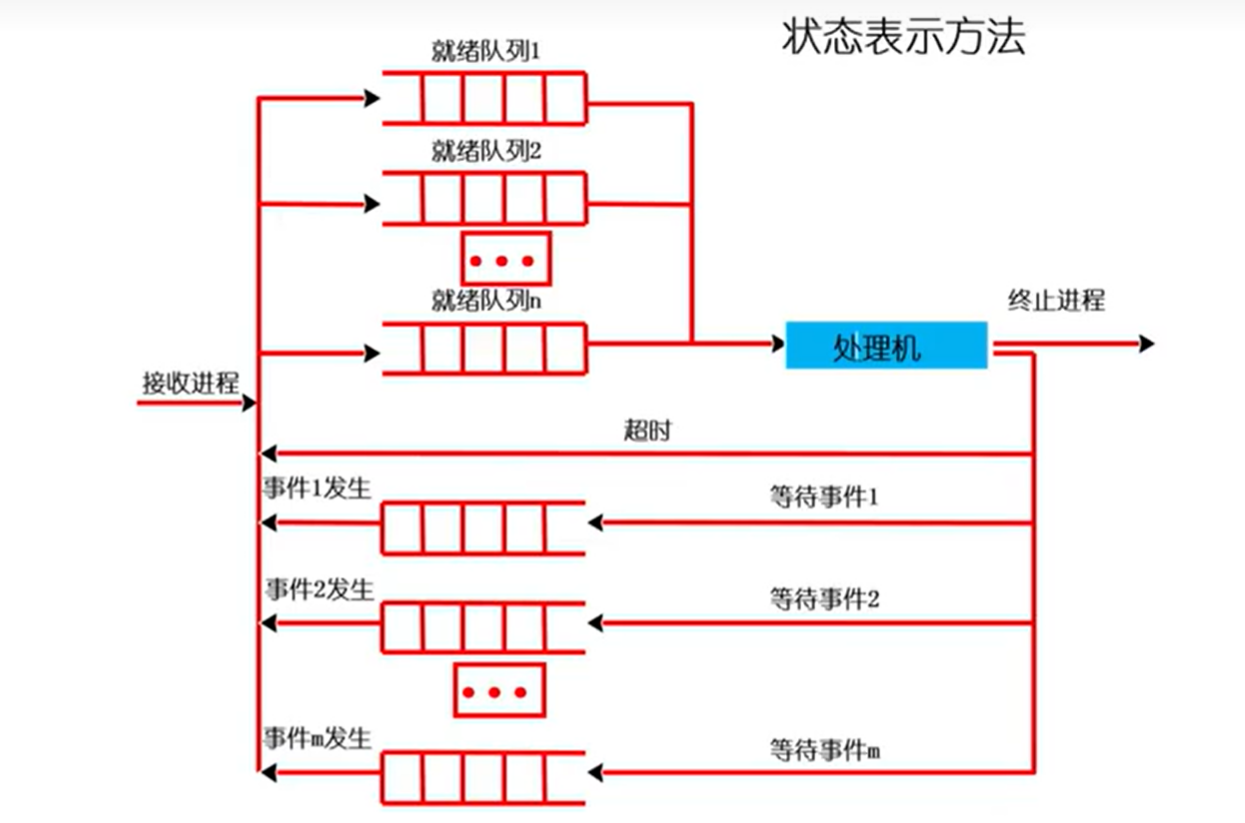 状态表示方法
就绪队列1
就绪队列2
就绪队列n
处理机
终止进程
接收进程
超时
事件1发生
等待事件1
事件2发生
等待事件2
事件m发生
等待事件m